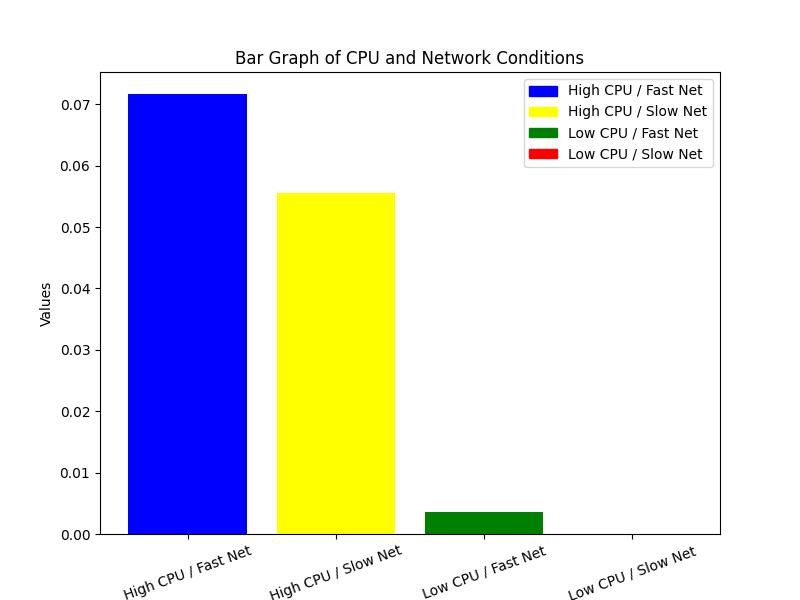 Bar Graph of CPU and Network Conditions
High CPU / Fast Net
High CPU / Slow Net
Low CPU / Fast Net
Low CPU / Slow Net
Values
0.07
0.06
0.05
0.04
0.03
0.02
0.01
0.00
High CPU / Fast Net
High CPU / Slow Net
Low CPU / Fast Net
Low CPU / Slow Net